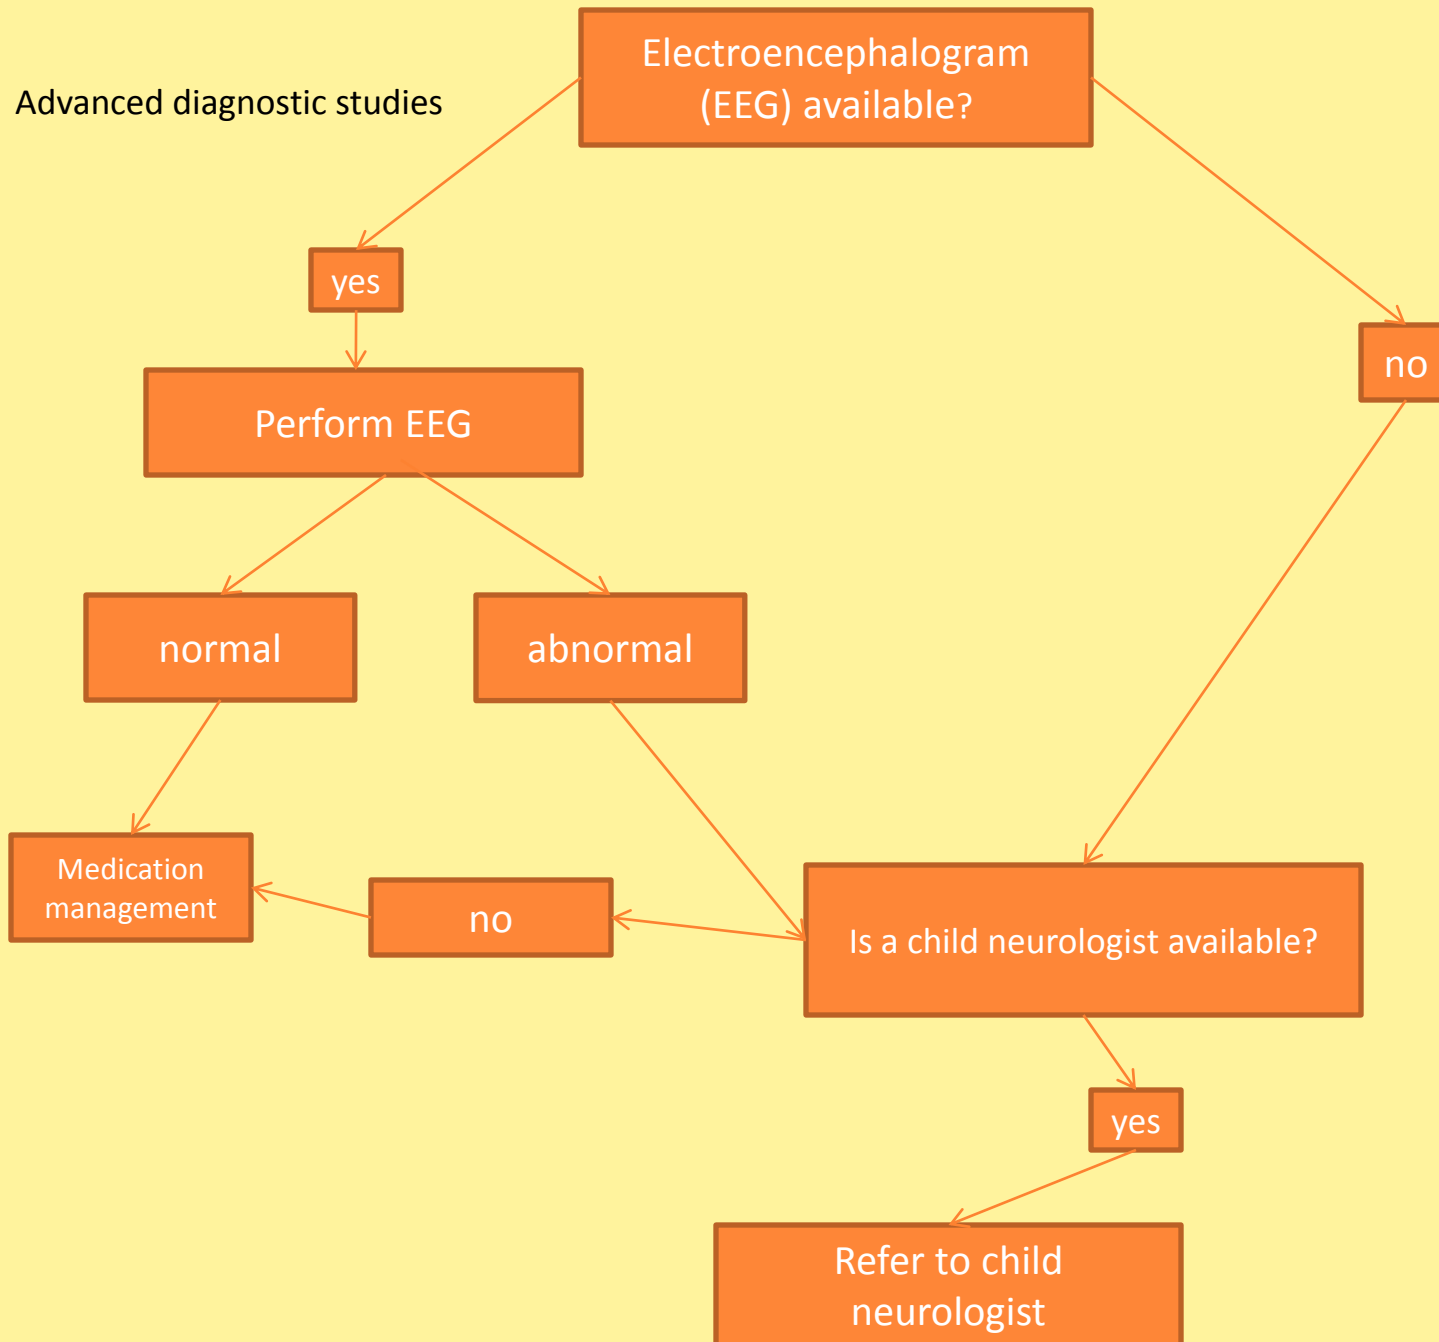 Electroencephalogram
(EEG) available?
Advanced diagnostic studies
yes
no
Perform EEG
normal
abnormal
Medication
management
no
Is a child neurologist available?
yes
Refer to child
neurologist